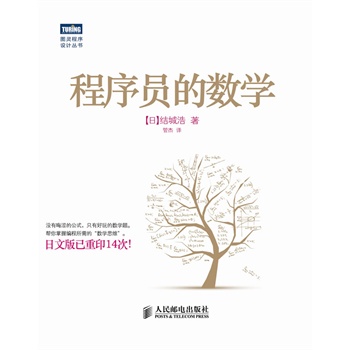 TURING
图灵程序
设计丛书
程序员的数学
【日】结城浩 著
管杰 译
没有晦涩的公式,只有好玩的数学题。
帮你掌握编程所需的“数学思维”。
日文版已重印14次!
人民邮电出版社
POSTS & TELECOM PRESS